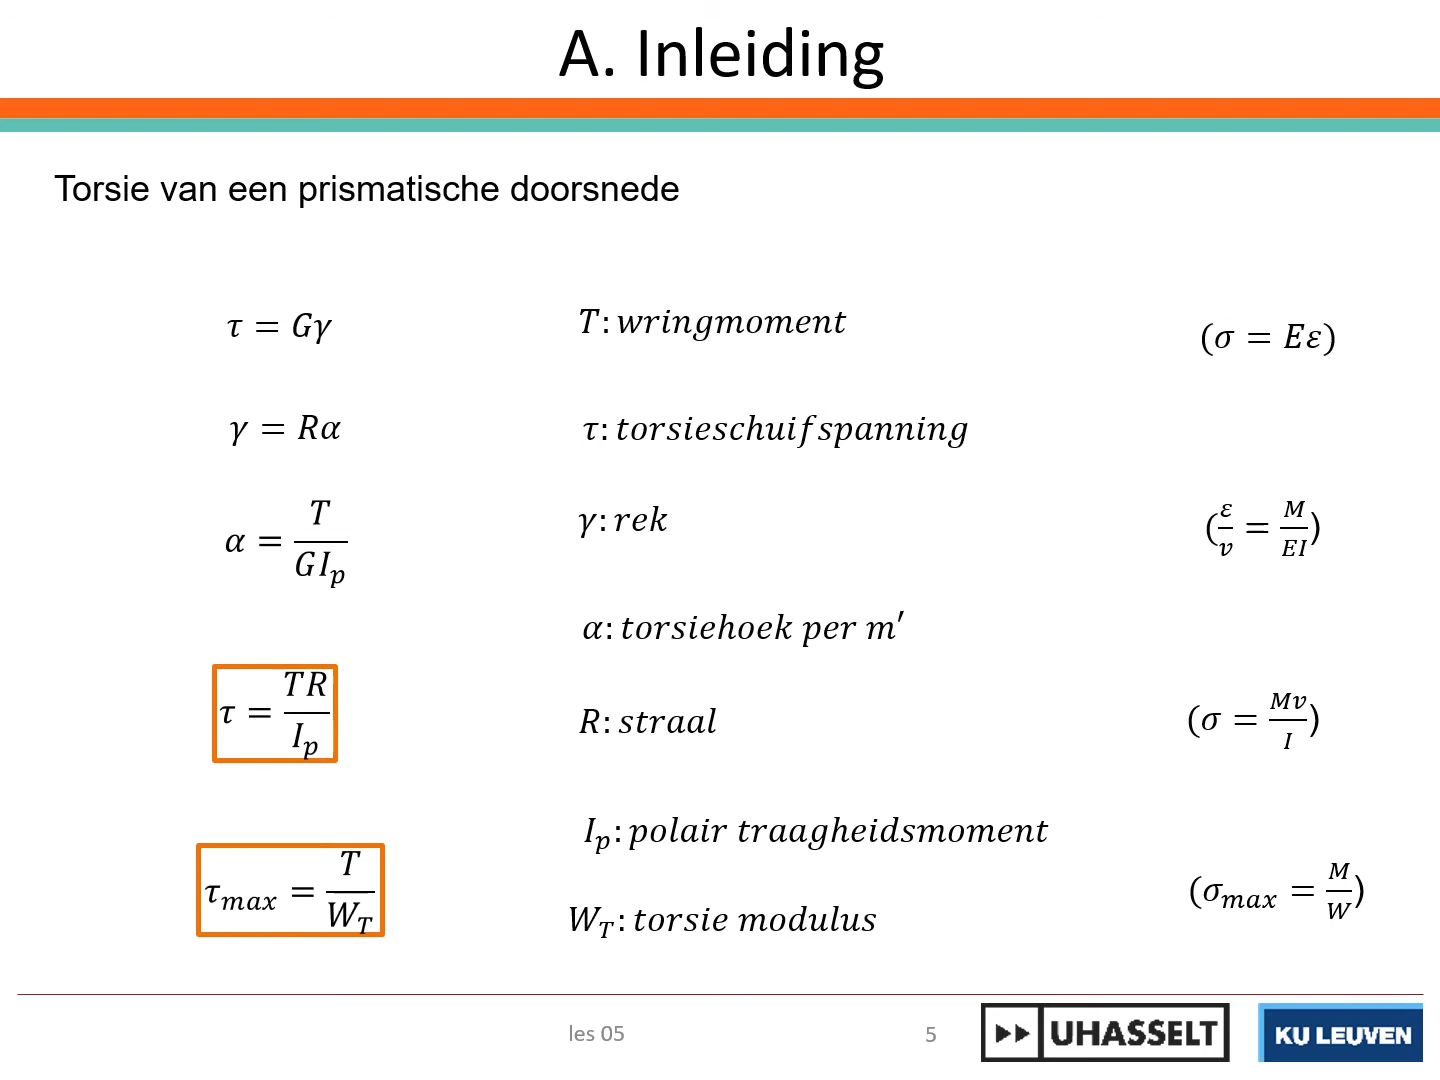 A. Inleiding
Torsie van een prismatische doorsnede
τ = Gγ
T: wringmoment
(σ = Eε)
γ = Rα
τ: torsieschuifspanning
α = T/GI_p
γ: rek
(ε/v = M/EI)
α: torsiehoek per m′
τ = TR/I_p
R: straal
(σ = Mv/I)
I_p: polair traagheidsmoment
τ_max = T/W_T
W_T: torsie modulus
(σ_max = M/W)
les 05
5
UHASSELT
KU LEUVEN